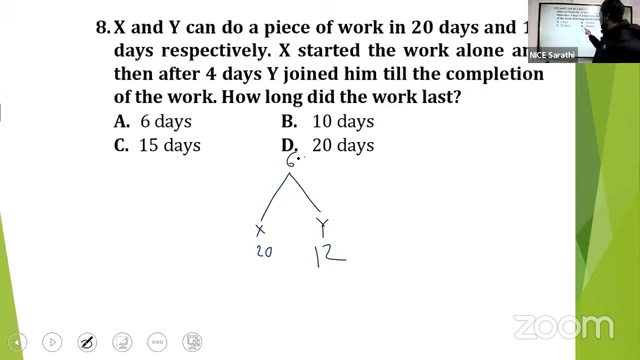 8. X and Y can do a piece of work in 20 days and 1
days respectively. X started the work alone an
then after 4 days Y joined him till the completion
of the work. How long did the work last?
A. 6 days B. 10 days
C. 15 days D. 20 days
6
X Y
20 12
NICE Sarathi
zoom